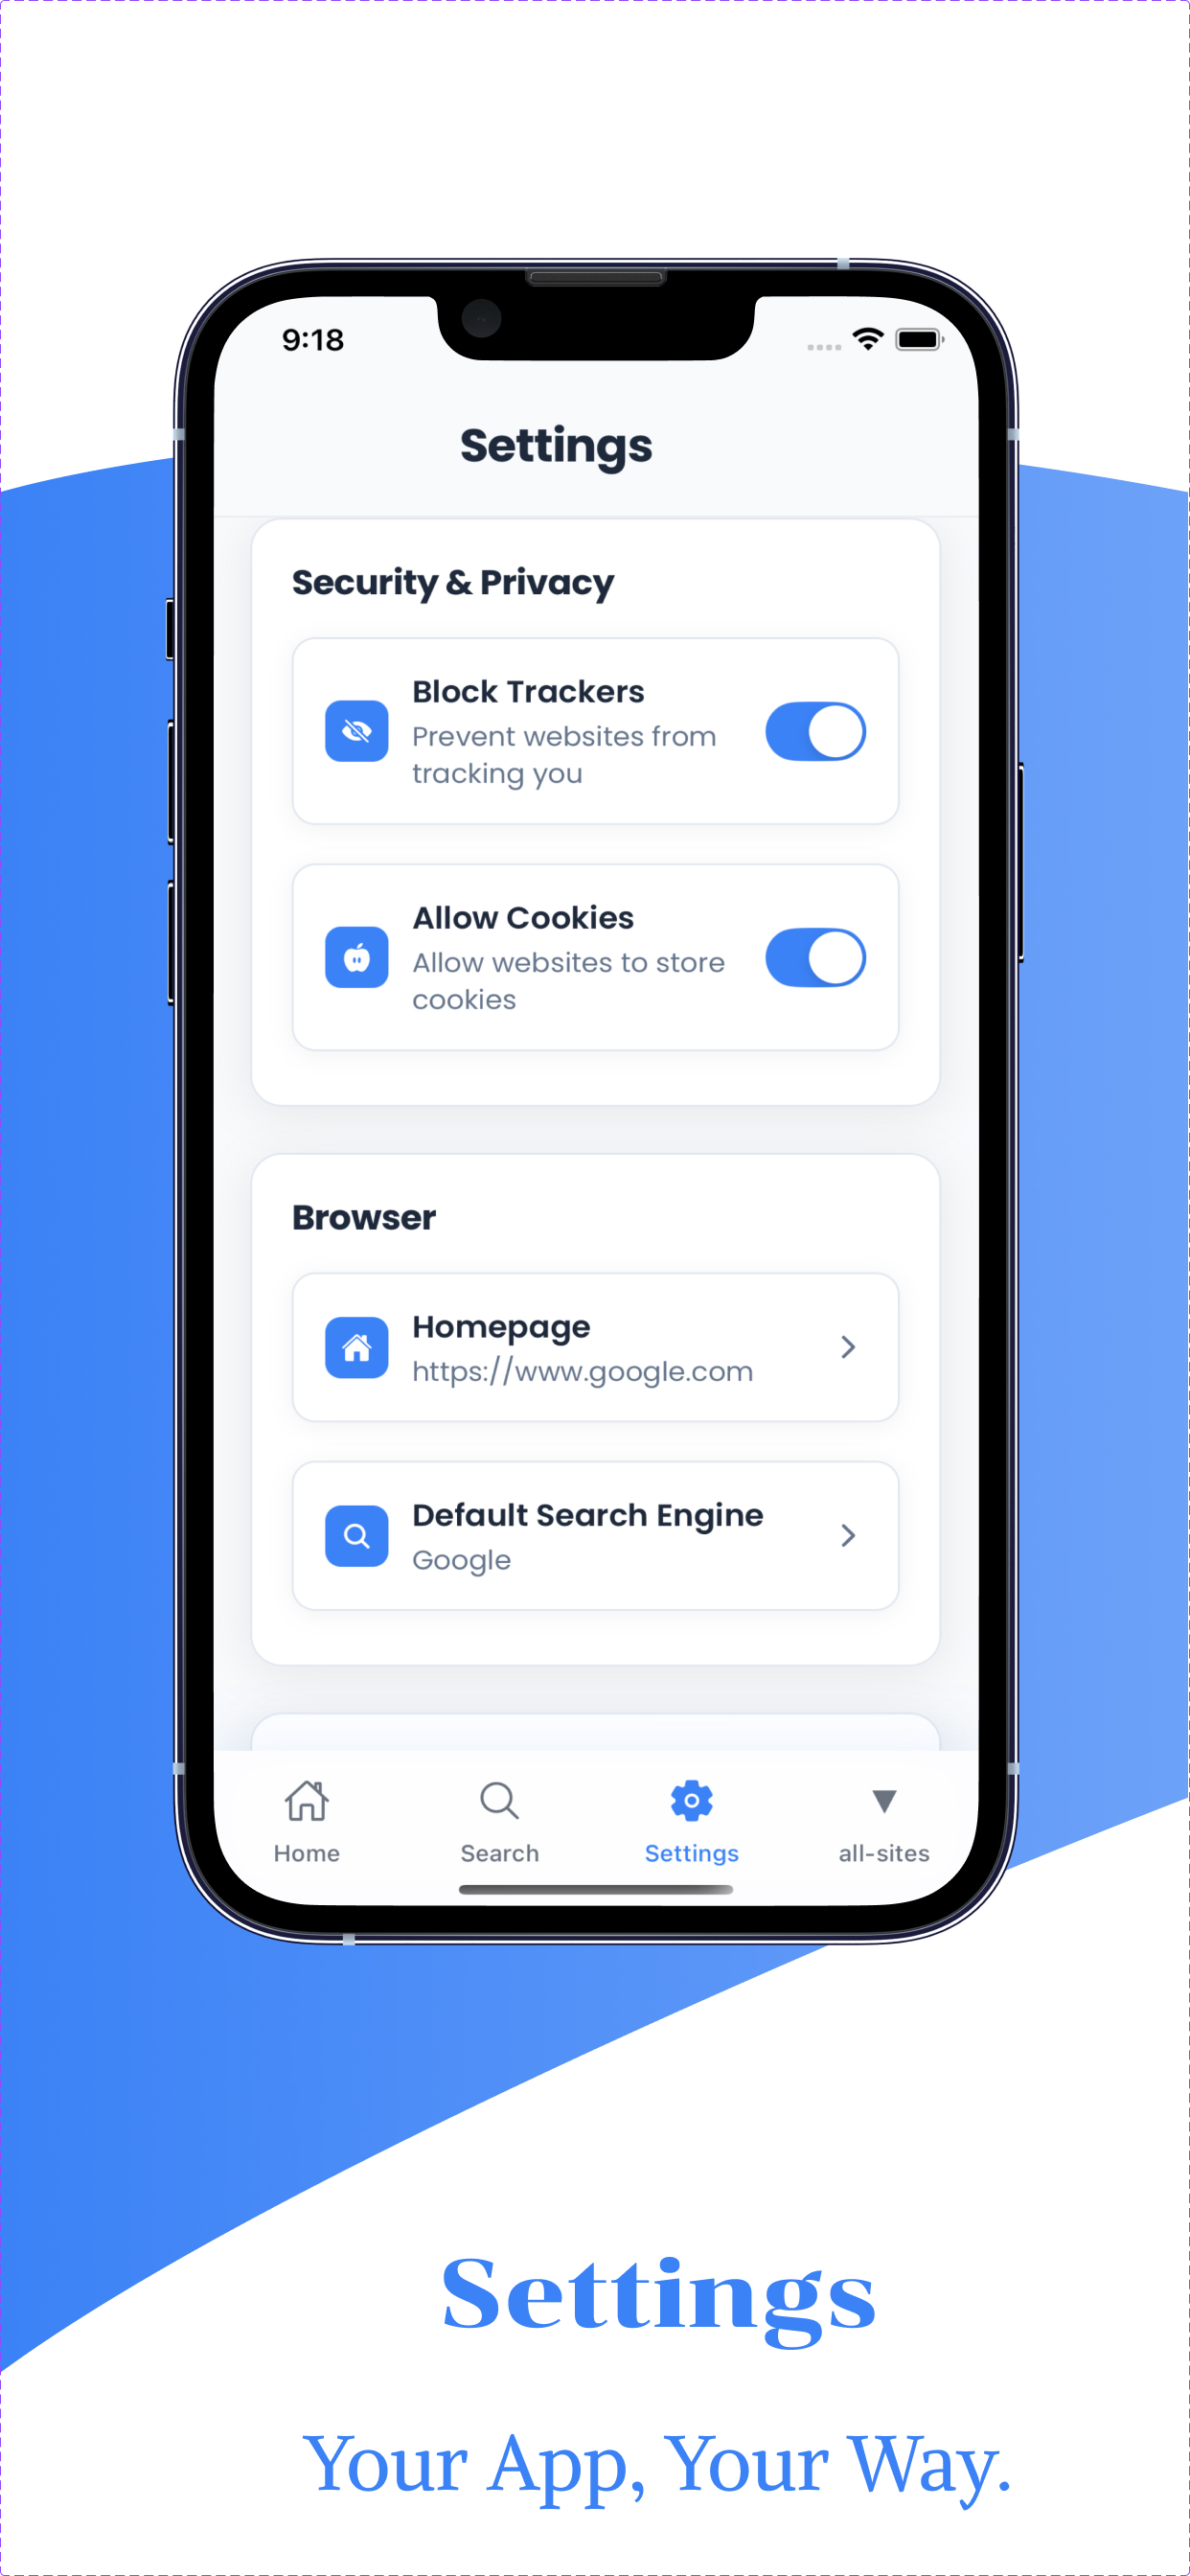 9:18
Settings
Security & Privacy
Block Trackers
Prevent websites from
tracking you
Allow Cookies
Allow websites to store
cookies
Browser
Homepage
https://www.google.com
Default Search Engine
Google
Home
Search
Settings
all-sites
Settings
Your App, Your Way.